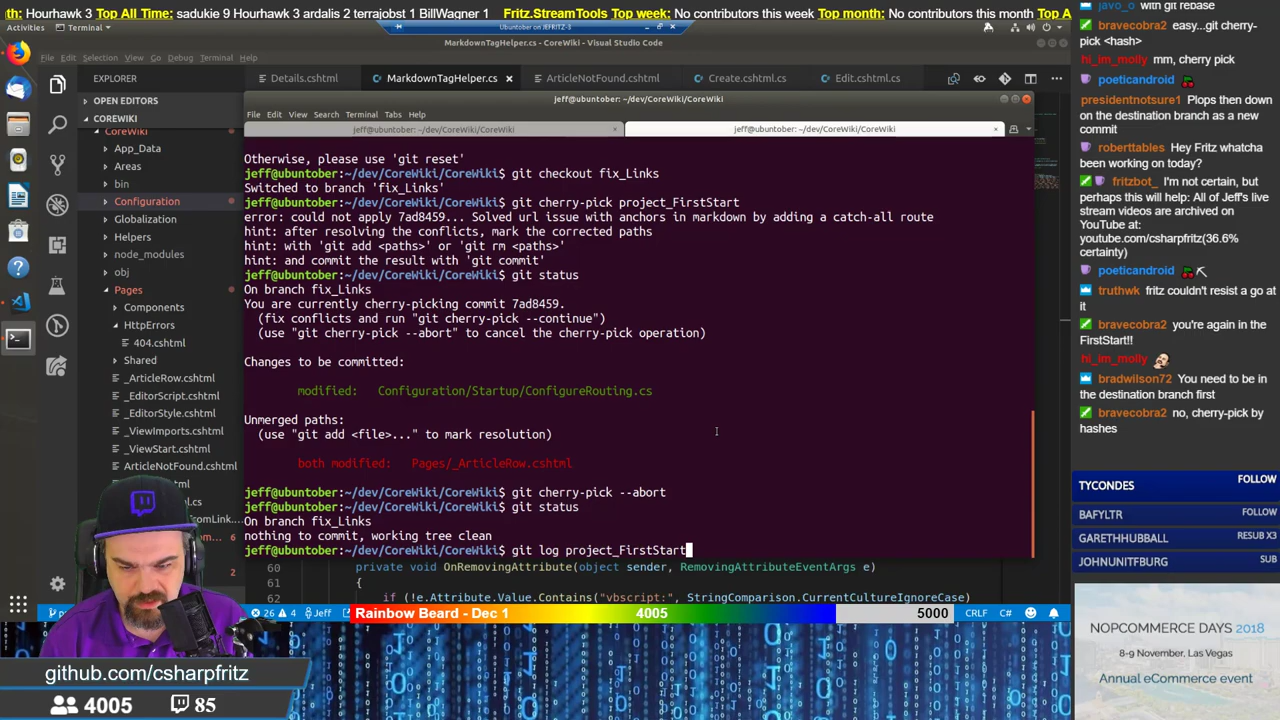 th: Hourhawk 3 Top All Time: sadukie 9 Hourhawk 3 ardalis 2 terrajobst 1 BillWagner 1 Fritz.StreamTools Top week: No contributors this week Top month: No contributors this month Top A
Activities Terminal
Ubuntober on JEFRITZ-3
MarkdownTagHelper.cs - CoreWiki - Visual Studio Code
File Edit Selection View Go Debug Terminal Help
EXPLORER
Details.cshtml MarkdownTagHelper.cs ArticleNotFound.cshtml Create.cshtml.cs Edit.cshtml.cs
OPEN EDITORS
COREWIKI
CoreWiki
App_Data
Areas
bin
Configuration
Globalization
Helpers
node_modules
obj
Pages
Components
HttpErrors
404.cshtml
Shared
_ArticleRow.cshtml
_EditorScript.cshtml
_EditorStyle.cshtml
_ViewImports.cshtml
_ViewStart.cshtml
ArticleNotFound.cshtml
jeff@ubuntober: ~/dev/CoreWiki/CoreWiki
File Edit View Search Terminal Tabs Help
jeff@ubuntober: ~/dev/CoreWiki/CoreWiki jeff@ubuntober: ~/dev/CoreWiki/CoreWiki
Otherwise, please use 'git reset'
jeff@ubuntober:~/dev/CoreWiki/CoreWiki$ git checkout fix_Links
Switched to branch 'fix_Links'
jeff@ubuntober:~/dev/CoreWiki/CoreWiki$ git cherry-pick project_FirstStart
error: could not apply 7ad8459... Solved url issue with anchors in markdown by adding a catch-all route
hint: after resolving the conflicts, mark the corrected paths
hint: with 'git add <paths>' or 'git rm <paths>'
hint: and commit the result with 'git commit'
jeff@ubuntober:~/dev/CoreWiki/CoreWiki$ git status
On branch fix_Links
You are currently cherry-picking commit 7ad8459.
(fix conflicts and run "git cherry-pick --continue")
(use "git cherry-pick --abort" to cancel the cherry-pick operation)
Changes to be committed:
modified: Configuration/Startup/ConfigureRouting.cs
Unmerged paths:
(use "git add <file>..." to mark resolution)
both modified: Pages/_ArticleRow.cshtml
jeff@ubuntober:~/dev/CoreWiki/CoreWiki$ git cherry-pick --abort
jeff@ubuntober:~/dev/CoreWiki/CoreWiki$ git status
On branch fix_Links
nothing to commit, working tree clean
jeff@ubuntober:~/dev/CoreWiki/CoreWiki$ git log project_FirstStart
60 private void OnRemovingAttribute(object sender, RemovingAttributeEventArgs e)
61 {
62 if (!e.Attribute.Value.Contains("vbscript:", StringComparison.CurrentCultureIgnoreCase)
26 4 Jeff
CRLF C#
Rainbow Beard - Dec 1 4005 5000
javo_o with git rebase
bravecobra2 easy...git cherry-
pick <hash>
hi_im_molly mm, cherry pick
poeticandroid
presidentnotsure1 Plops then down
on the destination branch as a new
commit
roberttables Hey Fritz whatcha
been working on today?
fritzbot_ I'm not certain, but
perhaps this will help: All of Jeff's live
stream videos are archived on
YouTube at:
youtube.com/csharpfritz(36.6%
certainty)
poeticandroid
truthwk fritz couldn't resist a go at
it
bravecobra2 you're again in the
FirstStart!!
hi_im_molly
bradwilson72 You need to be in
the destination branch first
bravecobra2 no, cherry-pick by
hashes
TYCONDES FOLLOW
BAFYLTR FOLLOW
GARETHHUBBALL RESUB X3
JOHNUNITFBURG SUB
NOPCOMMERCE DAYS 2018
8-9 November, Las Vegas
Annual eCommerce event
github.com/csharpfritz
4005 85